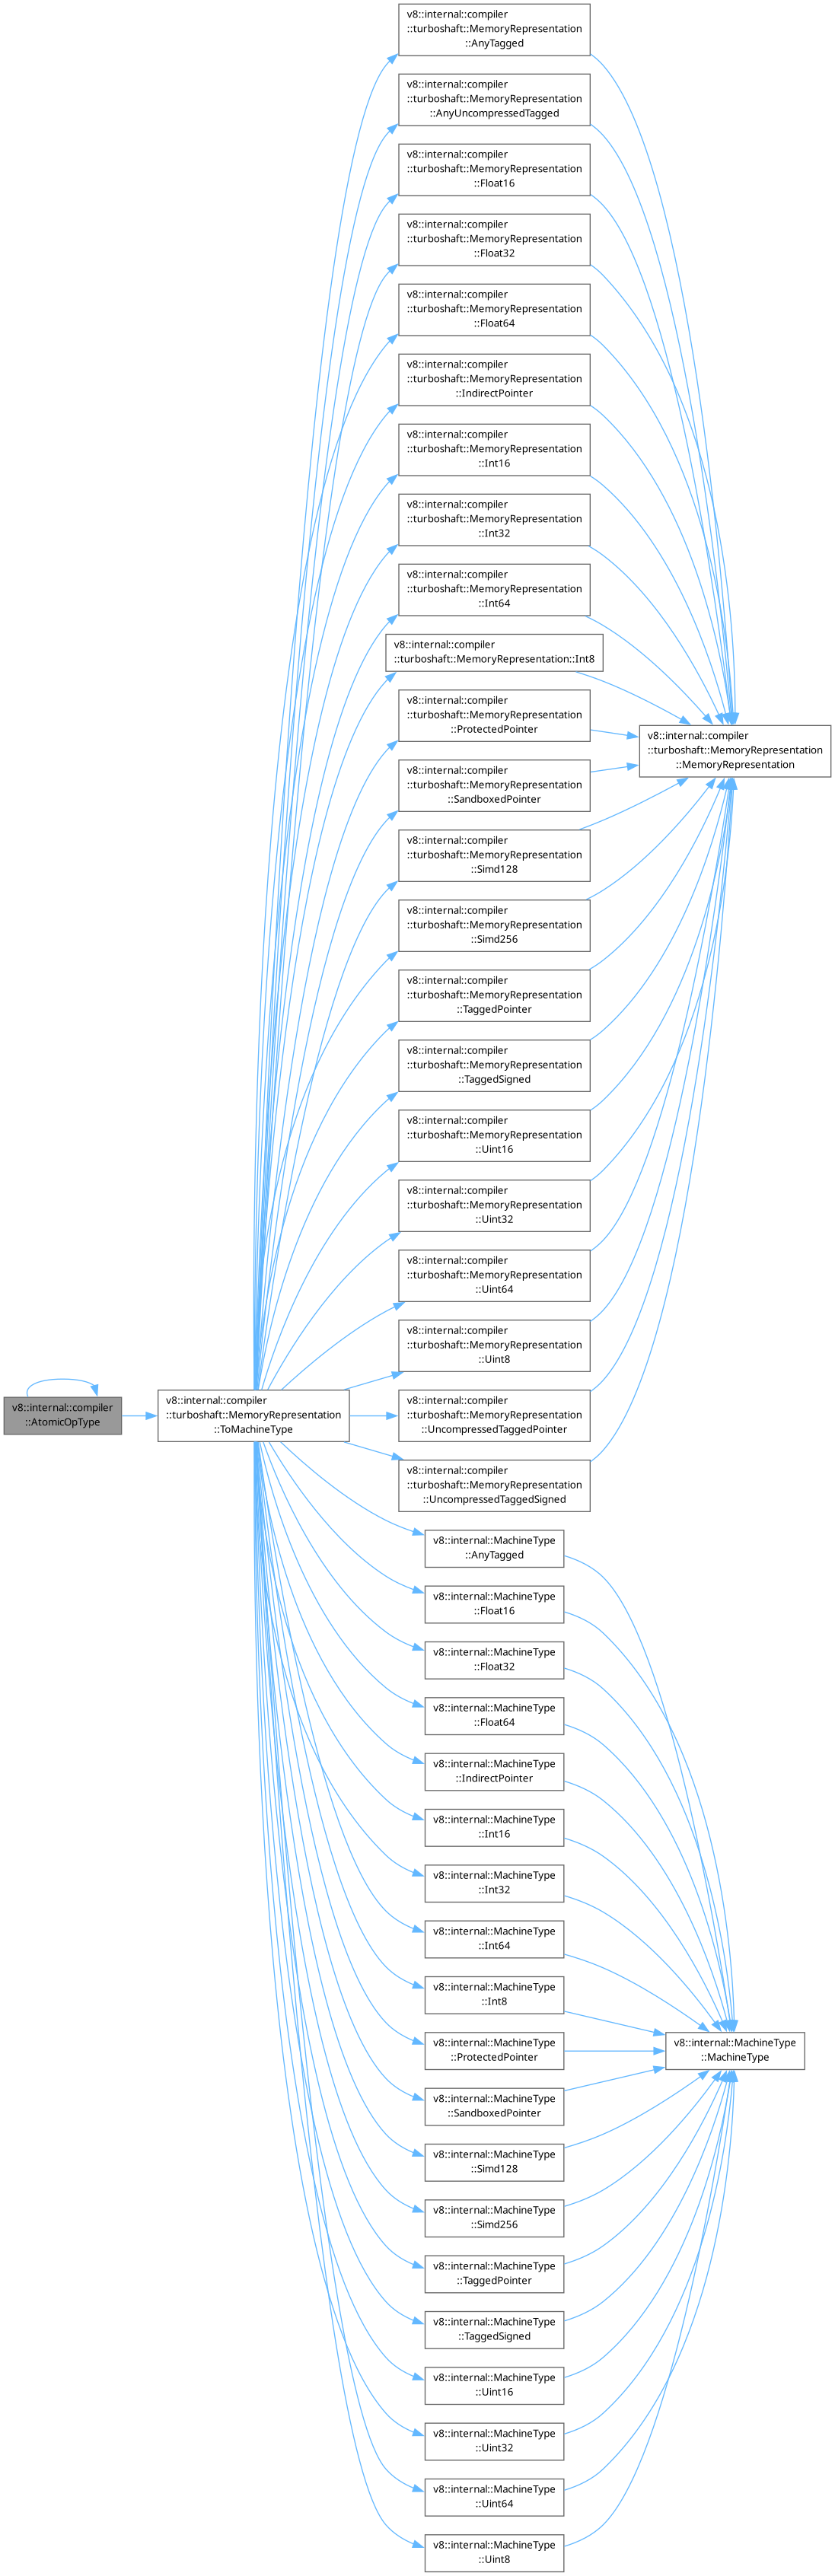 v8::internal::compiler
::turboshaft::MemoryRepresentation
::AnyTagged
v8::internal::compiler
::turboshaft::MemoryRepresentation
::AnyUncompressedTagged
v8::internal::compiler
::turboshaft::MemoryRepresentation
::Float16
v8::internal::compiler
::turboshaft::MemoryRepresentation
::Float32
v8::internal::compiler
::turboshaft::MemoryRepresentation
::Float64
v8::internal::compiler
::turboshaft::MemoryRepresentation
::IndirectPointer
v8::internal::compiler
::turboshaft::MemoryRepresentation
::Int16
v8::internal::compiler
::turboshaft::MemoryRepresentation
::Int32
v8::internal::compiler
::turboshaft::MemoryRepresentation
::Int64
v8::internal::compiler
::turboshaft::MemoryRepresentation::Int8
v8::internal::compiler
::turboshaft::MemoryRepresentation
::ProtectedPointer
v8::internal::compiler
::turboshaft::MemoryRepresentation
::MemoryRepresentation
v8::internal::compiler
::turboshaft::MemoryRepresentation
::SandboxedPointer
v8::internal::compiler
::turboshaft::MemoryRepresentation
::Simd128
v8::internal::compiler
::turboshaft::MemoryRepresentation
::Simd256
v8::internal::compiler
::turboshaft::MemoryRepresentation
::TaggedPointer
v8::internal::compiler
::turboshaft::MemoryRepresentation
::TaggedSigned
v8::internal::compiler
::turboshaft::MemoryRepresentation
::Uint16
v8::internal::compiler
::turboshaft::MemoryRepresentation
::Uint32
v8::internal::compiler
::turboshaft::MemoryRepresentation
::Uint64
v8::internal::compiler
::turboshaft::MemoryRepresentation
::Uint8
v8::internal::compiler
::AtomicOpType
v8::internal::compiler
::turboshaft::MemoryRepresentation
::ToMachineType
v8::internal::compiler
::turboshaft::MemoryRepresentation
::UncompressedTaggedPointer
v8::internal::compiler
::turboshaft::MemoryRepresentation
::UncompressedTaggedSigned
v8::internal::MachineType
::AnyTagged
v8::internal::MachineType
::Float16
v8::internal::MachineType
::Float32
v8::internal::MachineType
::Float64
v8::internal::MachineType
::IndirectPointer
v8::internal::MachineType
::Int16
v8::internal::MachineType
::Int32
v8::internal::MachineType
::Int64
v8::internal::MachineType
::Int8
v8::internal::MachineType
::ProtectedPointer
v8::internal::MachineType
::MachineType
v8::internal::MachineType
::SandboxedPointer
v8::internal::MachineType
::Simd128
v8::internal::MachineType
::Simd256
v8::internal::MachineType
::TaggedPointer
v8::internal::MachineType
::TaggedSigned
v8::internal::MachineType
::Uint16
v8::internal::MachineType
::Uint32
v8::internal::MachineType
::Uint64
v8::internal::MachineType
::Uint8